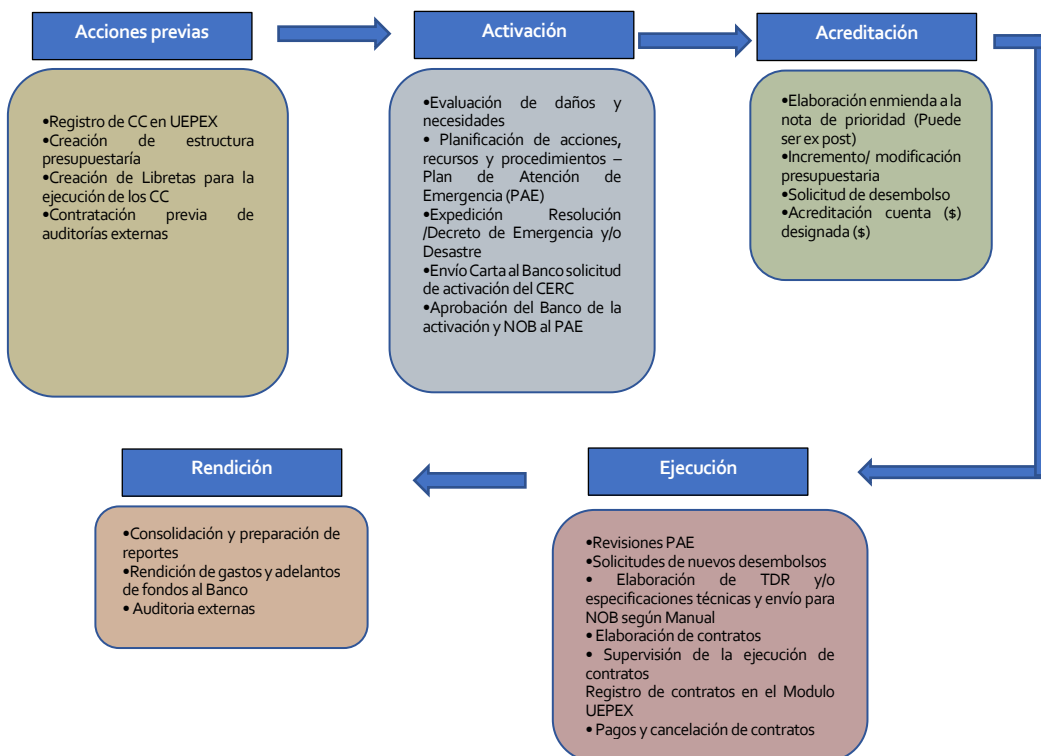 Acciones previas
•Registro de CC en UEPEX
•Creación de estructura
presupuestaría
•Creación de Libretas para la
ejecución de los CC
•Contratación previa de
auditorías externas
Activación
•Evaluación de daños y
necesidades
• Planificación de acciones,
recursos y procedimientos –
Plan de Atención de
Emergencia (PAE)
•Expedición Resolución
/Decreto de Emergencia y/o
Desastre
•Envío Carta al Banco solicitud
de activación del CERC
•Aprobación del Banco de la
activación y NOB al PAE
Acreditación
•Elaboración enmienda a la
nota de prioridad (Puede
ser ex post)
•Incremento/ modificación
presupuestaria
•Solicitud de desembolso
•Acreditación cuenta ($)
designada ($)
Ejecución
•Revisiones PAE
•Solicitudes de nuevos desembolsos
• Elaboración de TDR y/o
especificaciones técnicas y envío para
NOB según Manual
• Elaboración de contratos
• Supervisión de la ejecución de
contratos
Registro de contratos en el Modulo
UEPEX
• Pagos y cancelación de contratos
Rendición
•Consolidación y preparación de
reportes
•Rendición de gastos y adelantos
de fondos al Banco
• Auditoria externas